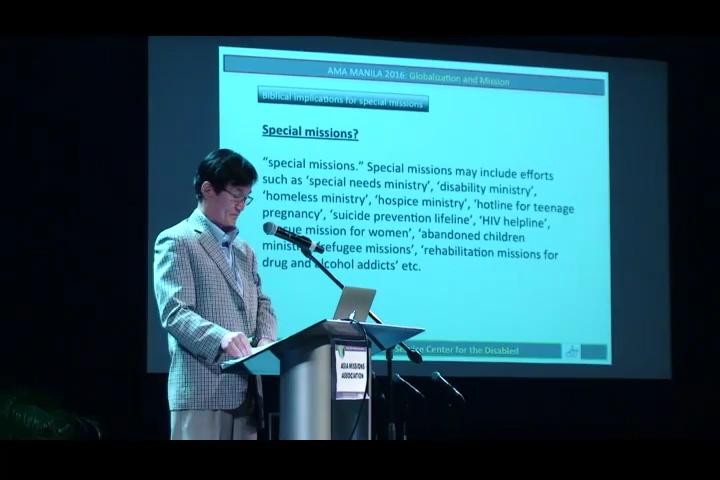 AMA MANILA 2016: Globalization and Mission
Biblical implications for special missions
Special missions?
“special missions.” Special missions may include efforts
such as ‘special needs ministry’, ‘disability ministry’,
‘homeless ministry’, ‘hospice ministry’, ‘hotline for teenage
pregnancy’, ‘suicide prevention lifeline’, ‘HIV helpline’,
mission for women’, ‘abandoned children
‘refugee missions’, ‘rehabilitation missions for
drug and alcohol addicts’ etc.
Center for the Disabled
ASIA MISSIONS
ASSOCIATION